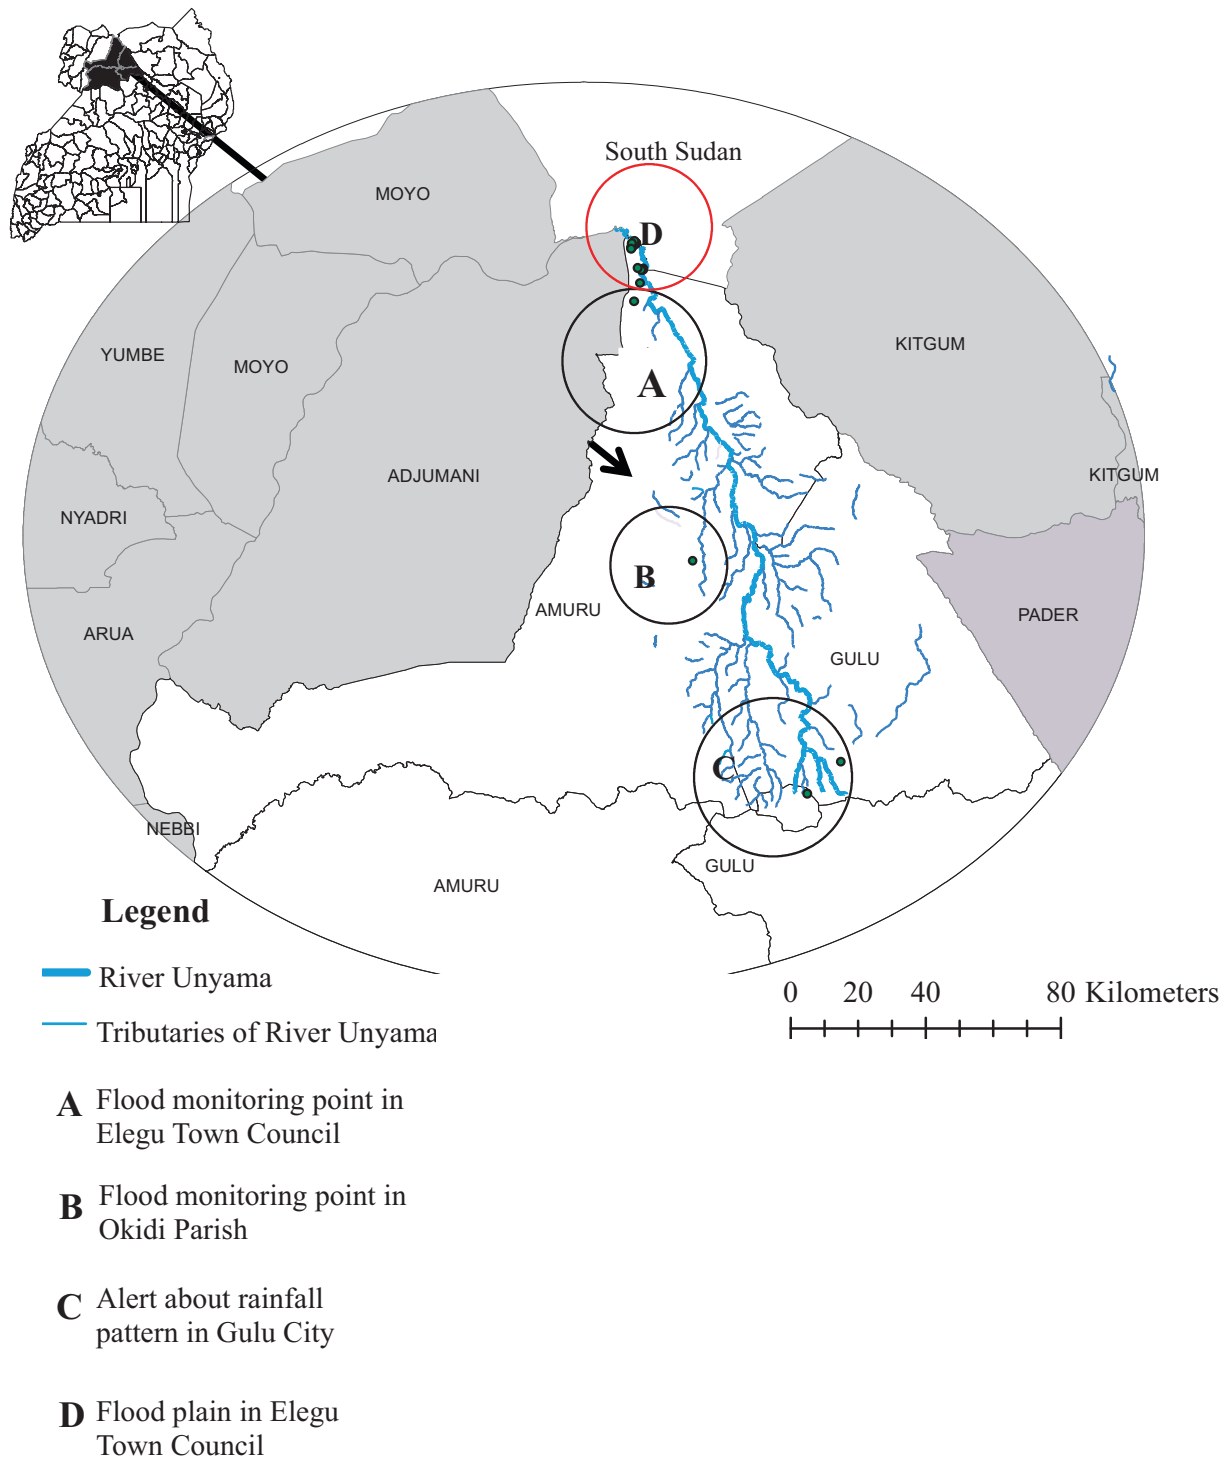 South Sudan
MOYO
D
KITGUM
YUMBE
MOYO
A
ADJUMANI
KITGUM
NYADRI
B
AMURU
PADER
ARUA
GULU
C
NEBBI
GULU
AMURU
Legend
River Unyama
0 20 40 80 Kilometers
Tributaries of River Unyama
A Flood monitoring point in
Elegu Town Council
B Flood monitoring point in
Okidi Parish
C Alert about rainfall
pattern in Gulu City
D Flood plain in Elegu
Town Council